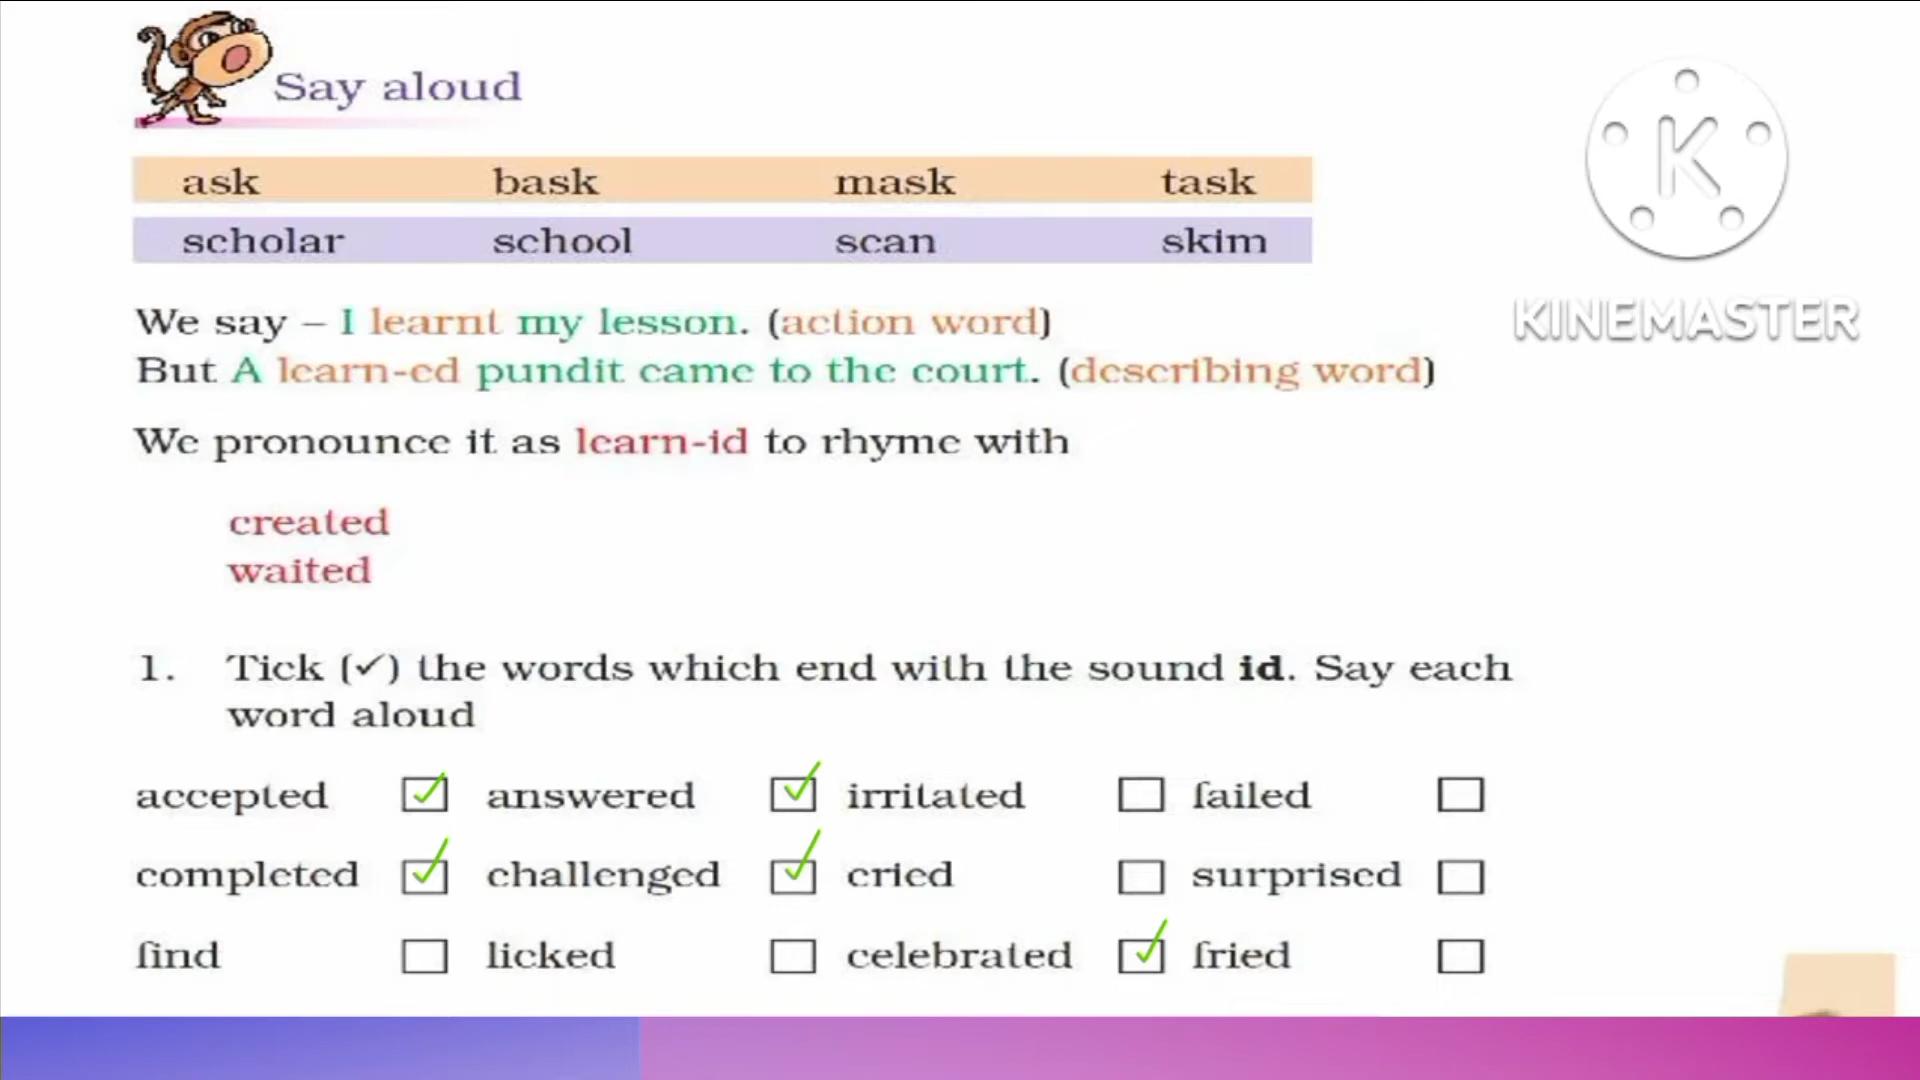 Say aloud
ask bask mask task
scholar school scan skim
K
KINEMASTER
We say – I learnt my lesson. (action word)
But A learn-ed pundit came to the court. (describing word)
We pronounce it as learn-id to rhyme with
created
waited
1. Tick (✓) the words which end with the sound id. Say each
word aloud
accepted ✓ answered ✓ irritated failed
completed ✓ challenged ✓ cried surprised
find licked celebrated ✓ fried